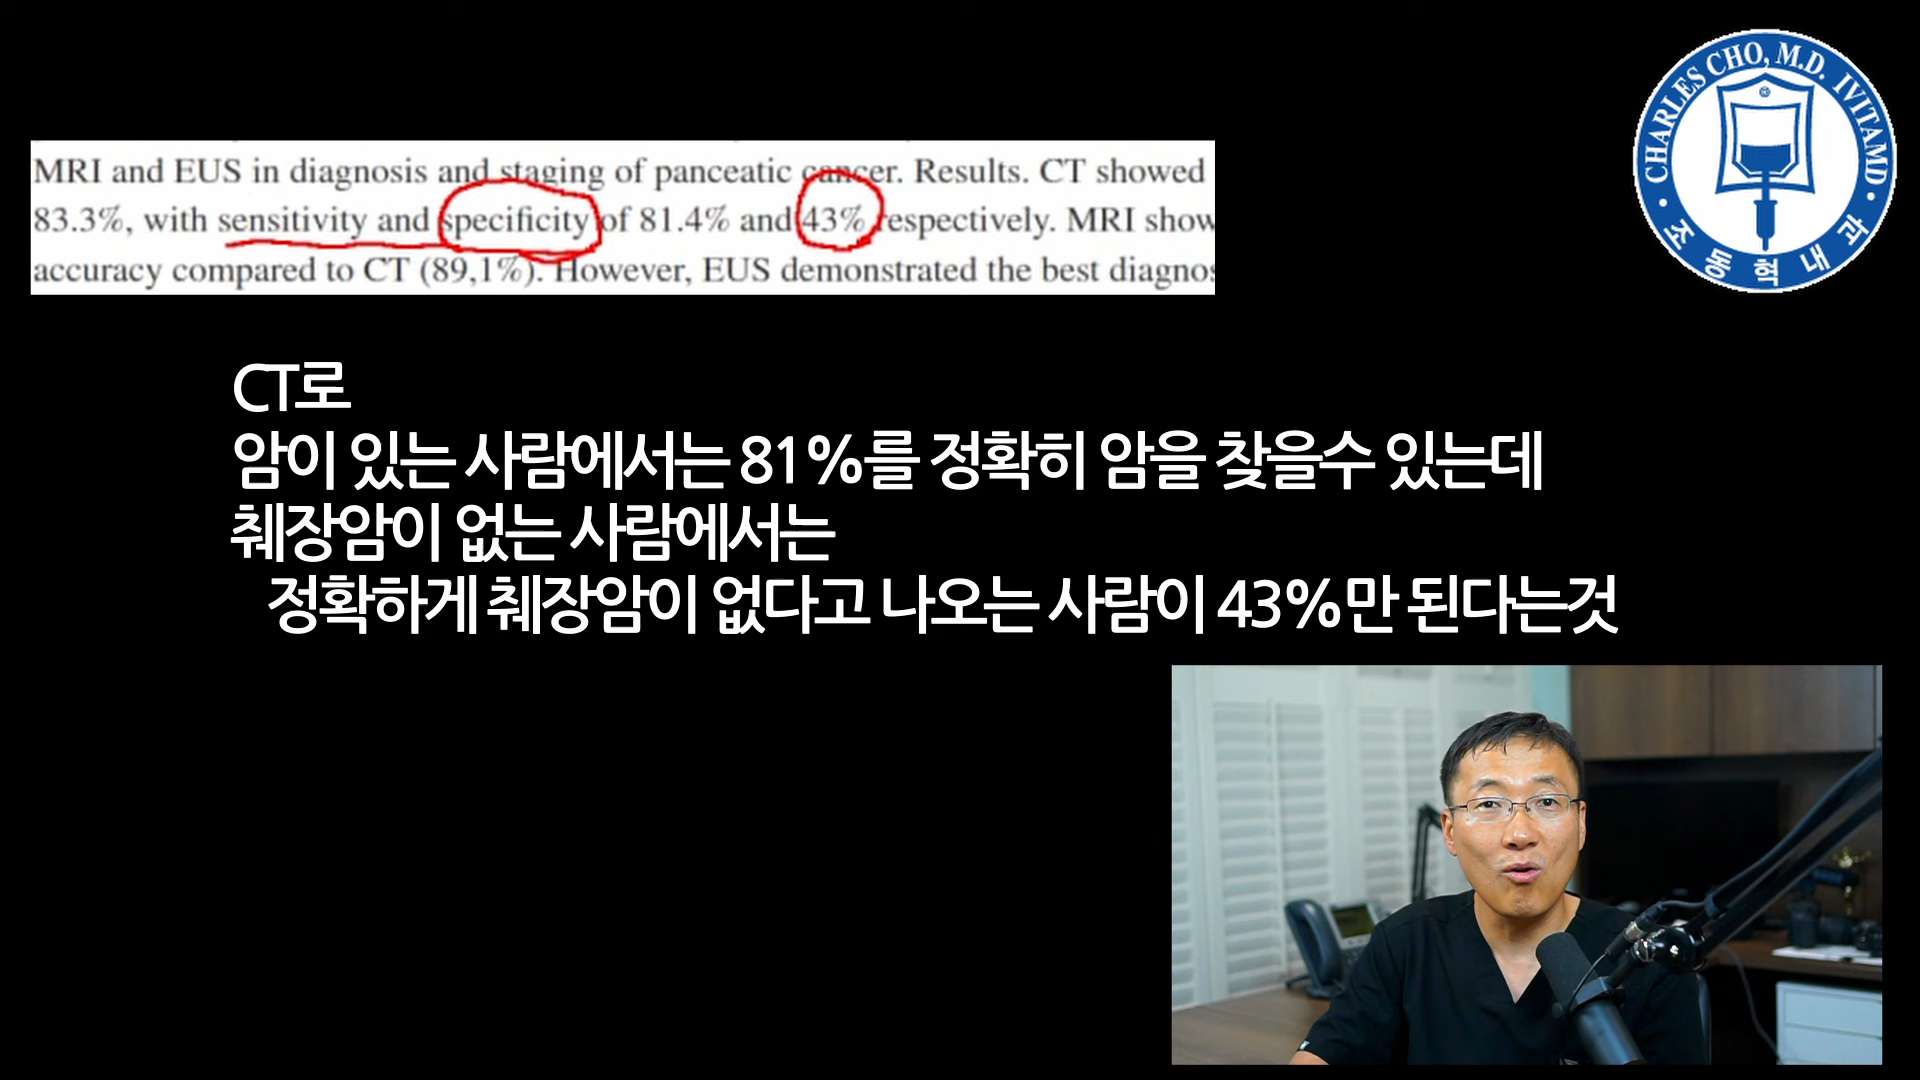 MRI and EUS in diagnosis and staging of panceatic cancer. Results. CT showed
83.3%, with sensitivity and specificity of 81.4% and 43% respectively. MRI show
accuracy compared to CT (89,1%). However, EUS demonstrated the best diagnos
CHARLES CHO, M.D. IVITAMD
조동혁내과
CT로
암이 있는 사람에서는 81%를 정확히 암을 찾을수 있는데
췌장암이 없는 사람에서는
정확하게 췌장암이 없다고 나오는 사람이 43%만 된다는것